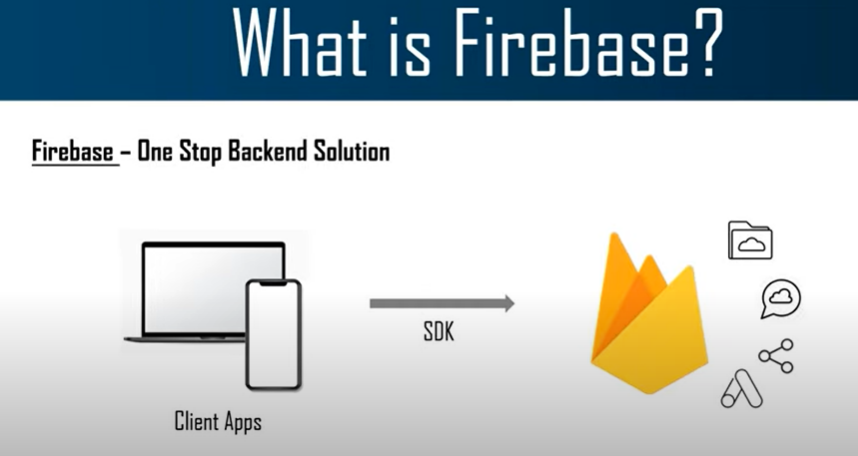 What is Firebase?
Firebase – One Stop Backend Solution
SDK
Client Apps